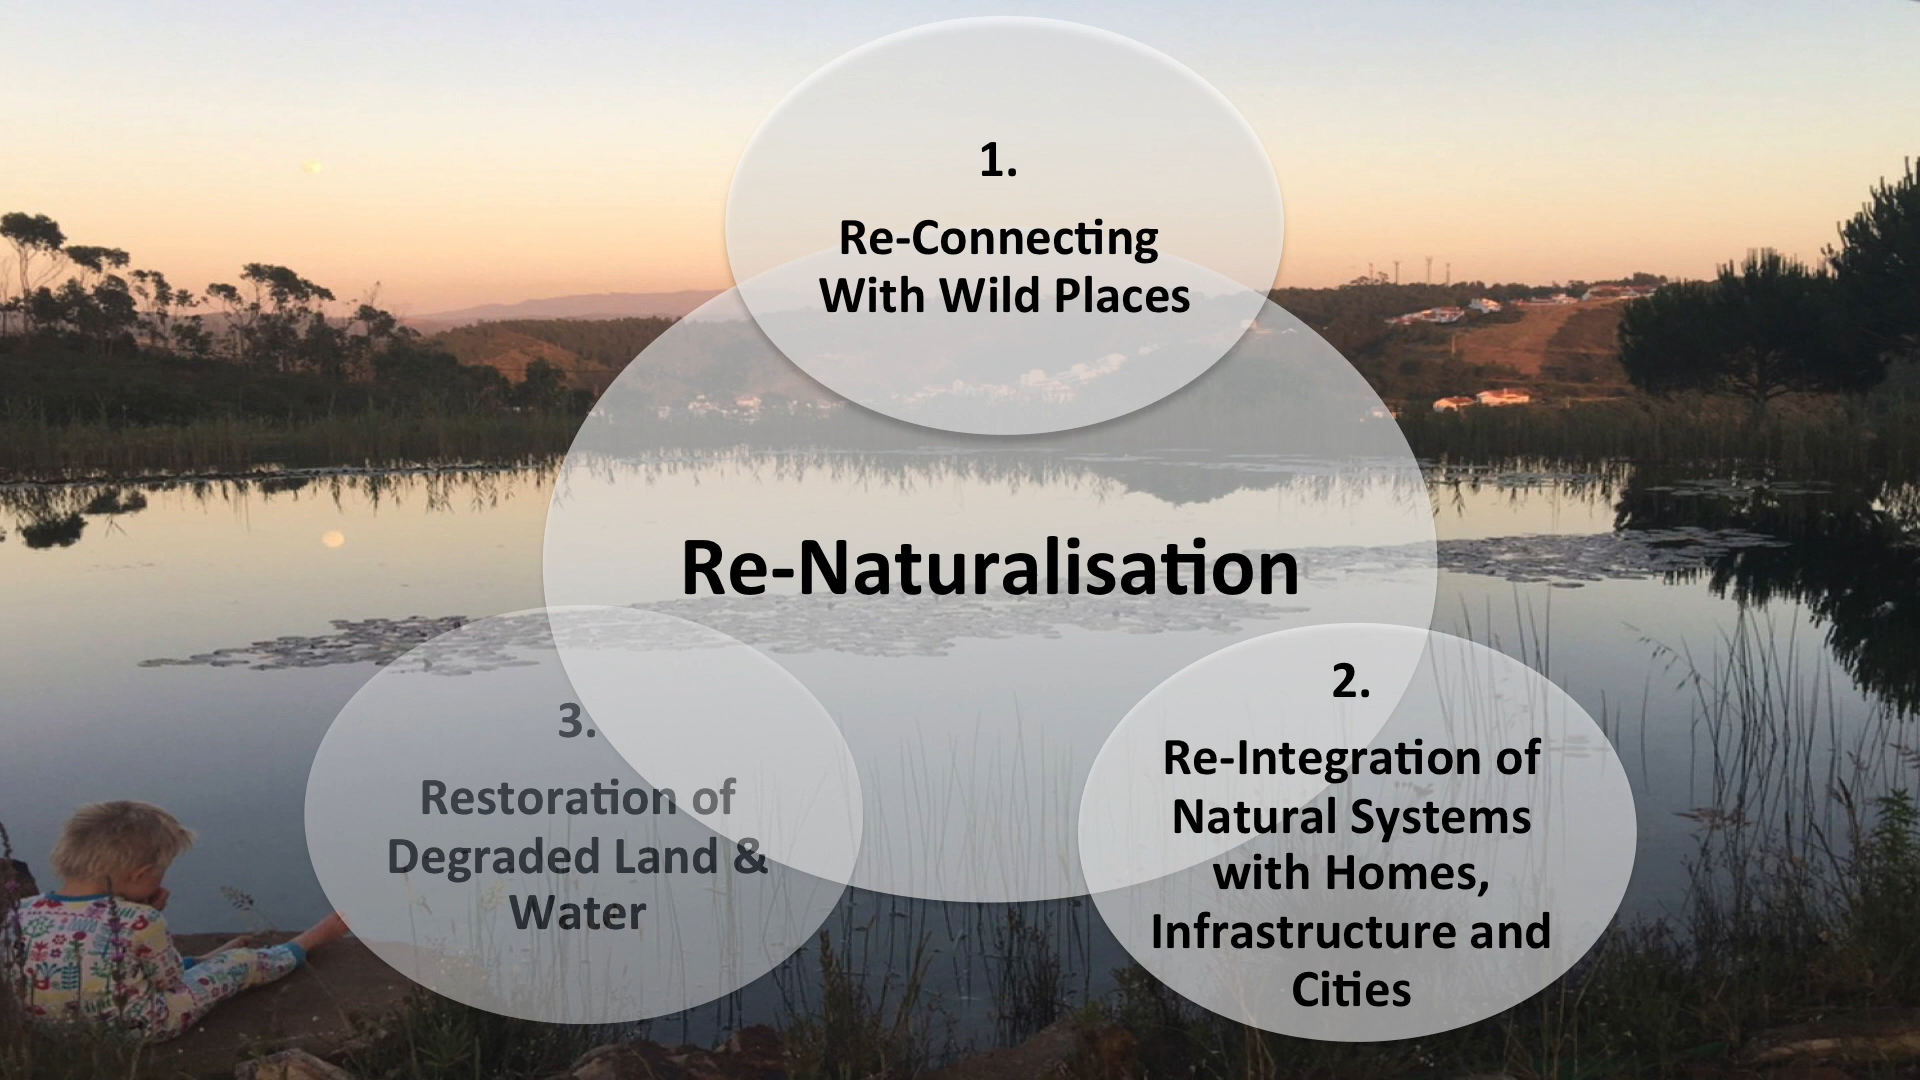 1.
Re-Connecting
With Wild Places
Re-Naturalisation
2.
Re-Integration of
Natural Systems
with Homes,
Infrastructure and
Cities
3.
Restoration of
Degraded Land &
Water